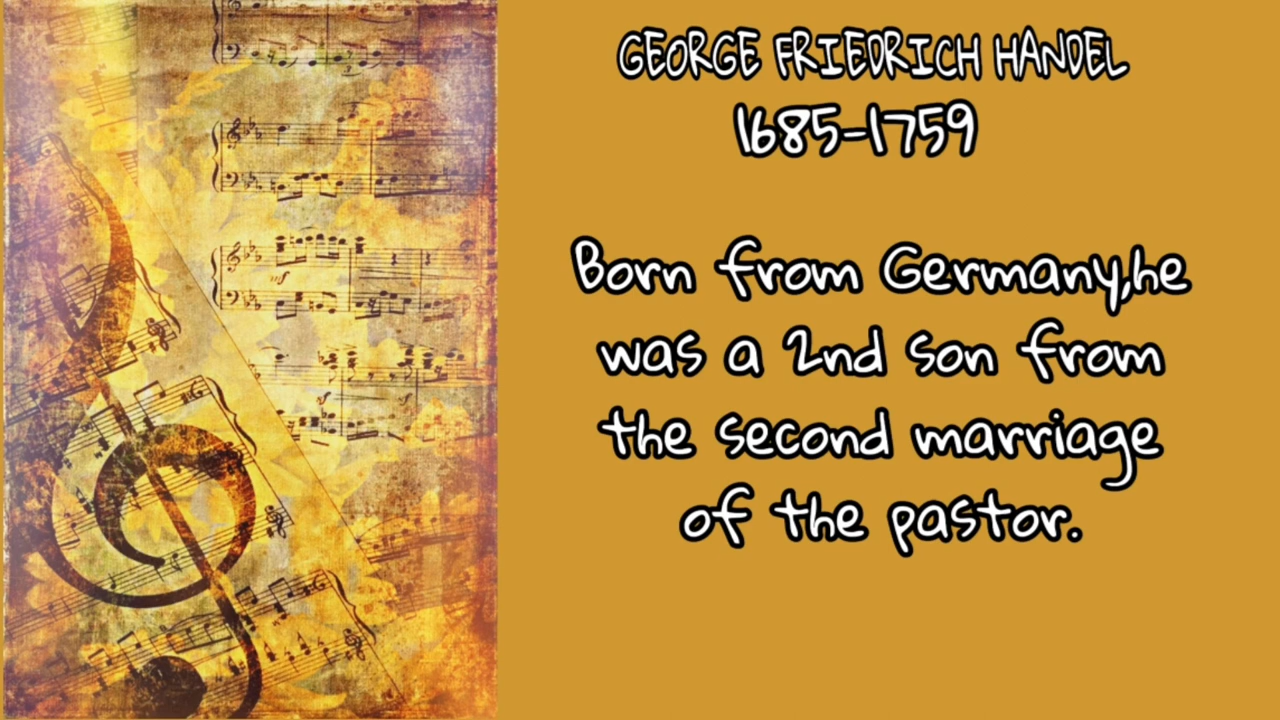 GEORGE FRIEDRICH HANDEL
1685-1759
Born from Germany,he
was a 2nd son from
the second marriage
of the pastor.